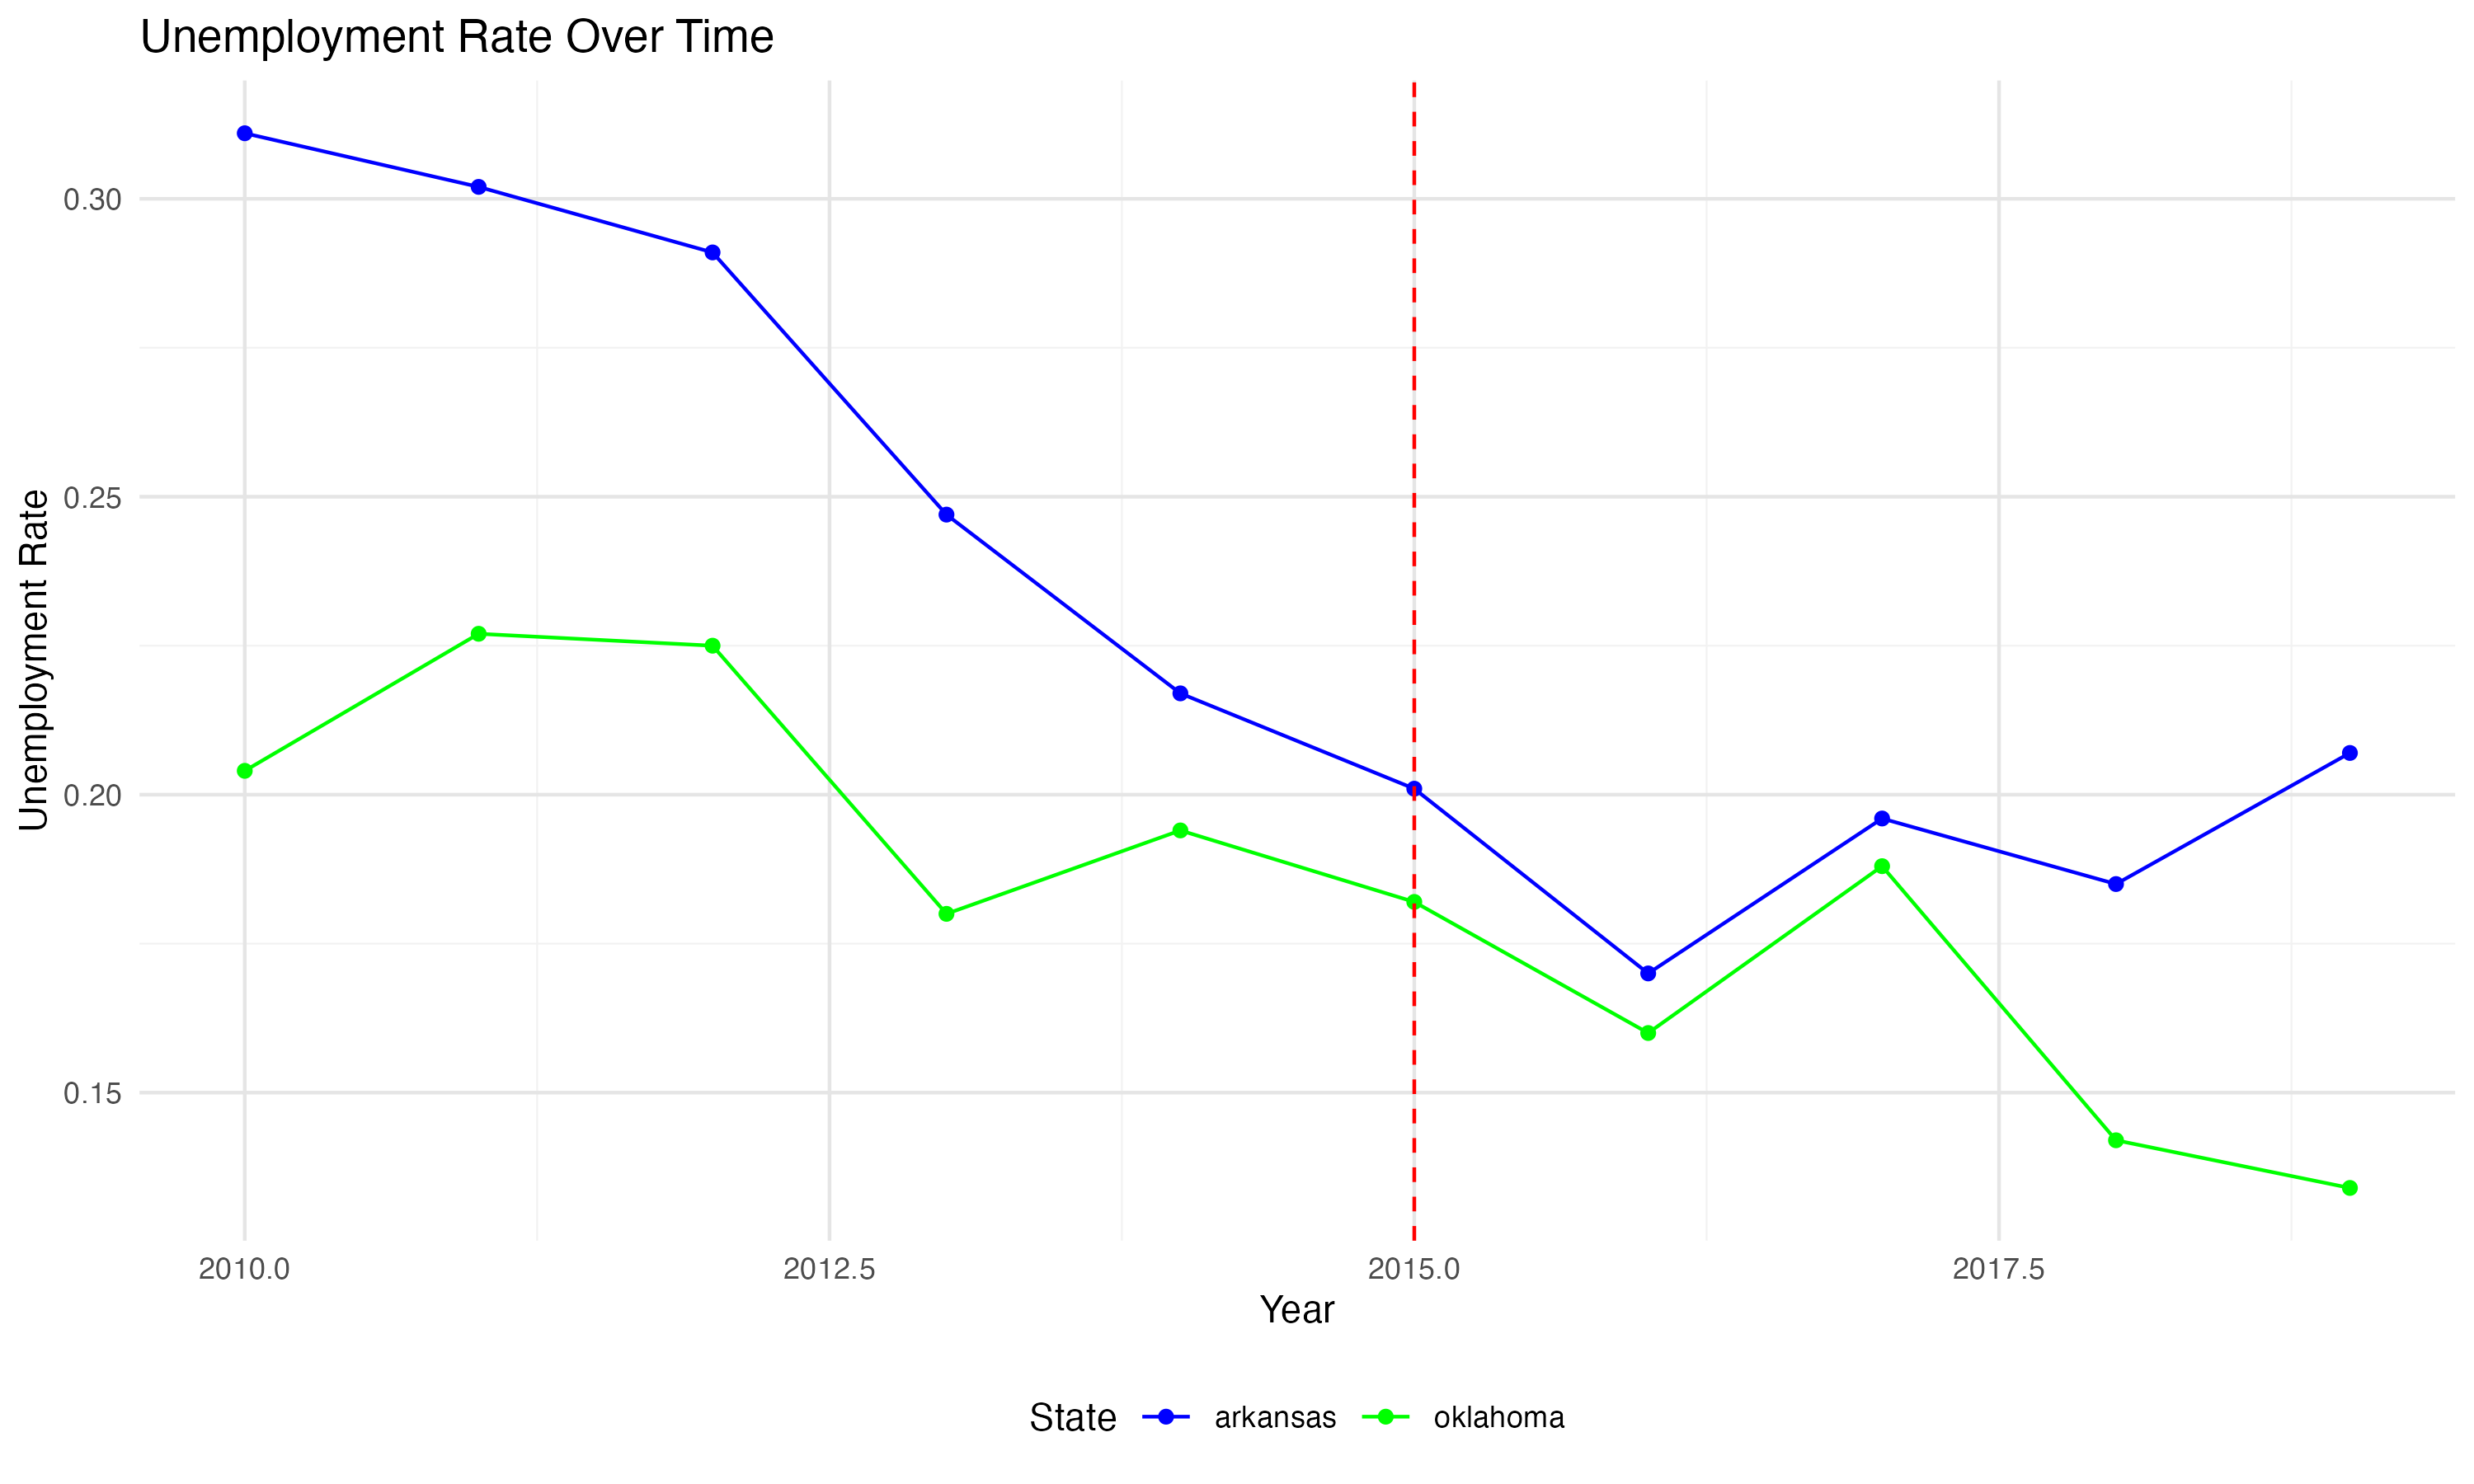 Unemployment Rate Over Time
Unemployment Rate
0.30
0.25
0.20
0.15
2010.0 2012.5 2015.0 2017.5
Year
State arkansas oklahoma